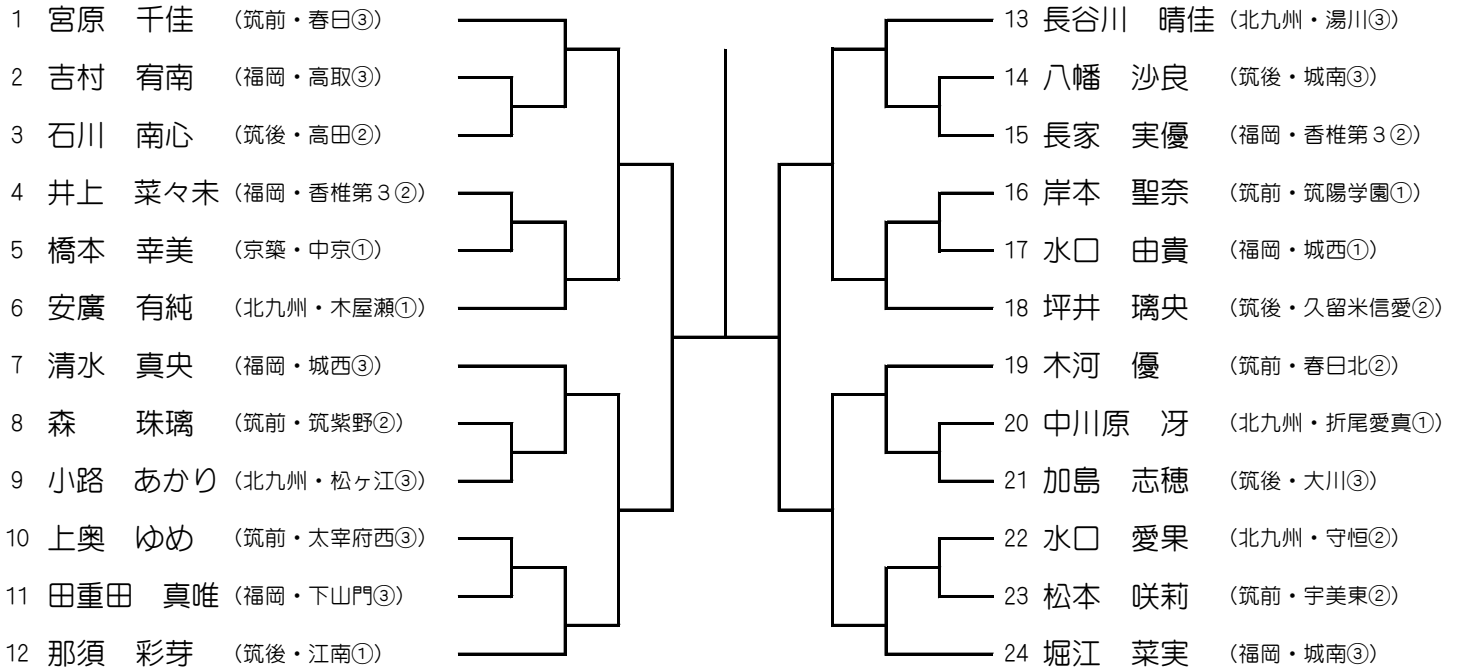 1 宮原　千佳 （筑前・春日③）
2 吉村　宥南 （福岡・高取③）
3 石川　南心 （筑後・高田②）
4 井上　菜々未 （福岡・香椎第３②）
5 橋本　幸美 （京築・中京①）
6 安廣　有純 （北九州・木屋瀬①）
7 清水　真央 （福岡・城西③）
8 森　　珠璃 （筑前・筑紫野②）
9 小路　あかり （北九州・松ヶ江③）
10 上奥　ゆめ （筑前・太宰府西③）
11 田重田　真唯 （福岡・下山門③）
12 那須　彩芽 （筑後・江南①）
13 長谷川　晴佳 （北九州・湯川③）
14 八幡　沙良 （筑後・城南③）
15 長家　実優 （福岡・香椎第３②）
16 岸本　聖奈 （筑前・筑陽学園①）
17 水口　由貴 （福岡・城西①）
18 坪井　璃央 （筑後・久留米信愛②）
19 木河　優 （筑前・春日北②）
20 中川原　冴 （北九州・折尾愛真①）
21 加島　志穂 （筑後・大川③）
22 水口　愛果 （北九州・守恒②）
23 松本　咲莉 （筑前・宇美東②）
24 堀江　菜実 （福岡・城南③）